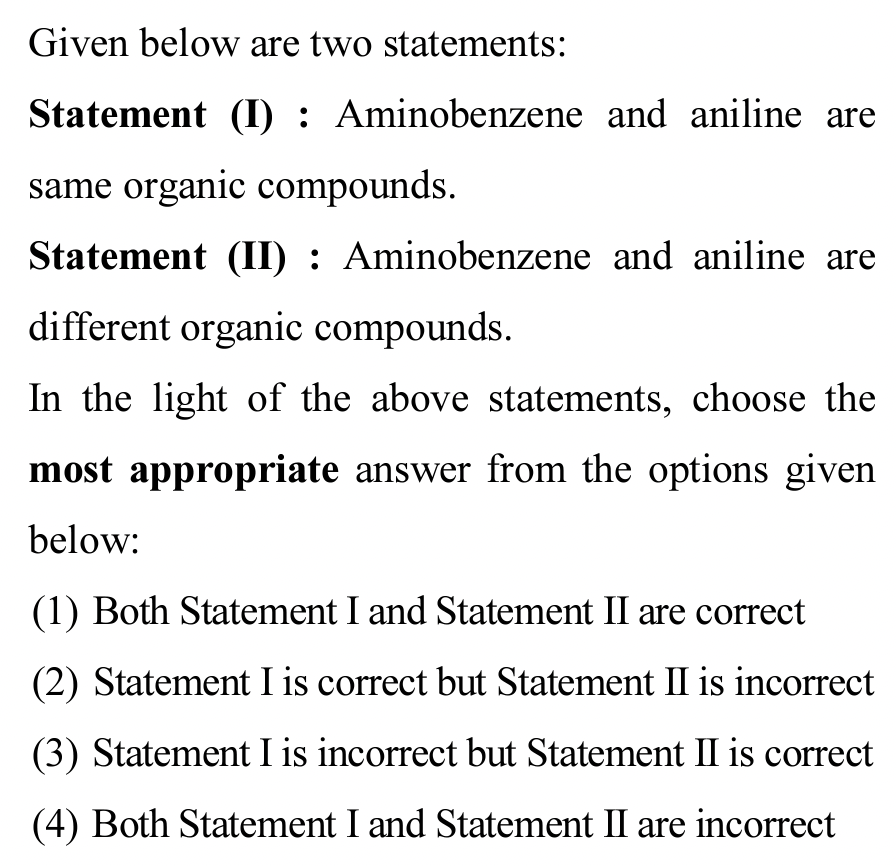 Given below are two statements:
Statement (I) : Aminobenzene and aniline are
same organic compounds.
Statement (II) : Aminobenzene and aniline are
different organic compounds.
In the light of the above statements, choose the
most appropriate answer from the options given
below:
(1) Both Statement I and Statement II are correct
(2) Statement I is correct but Statement II is incorrect
(3) Statement I is incorrect but Statement II is correct
(4) Both Statement I and Statement II are incorrect